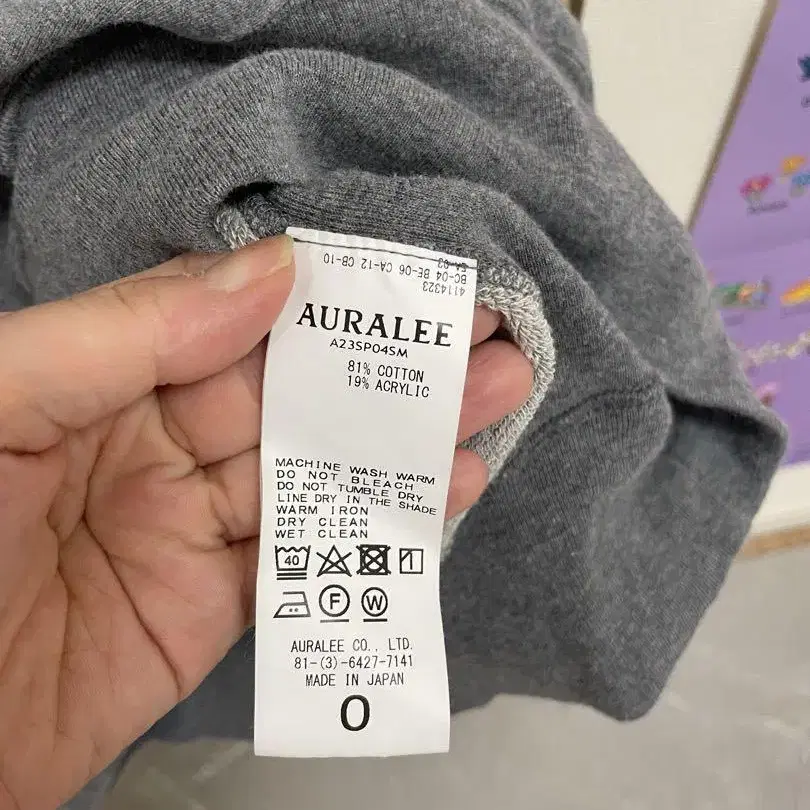 4114323
BC-04 BE-06 CA-12 CB-10
EA-03
AURALEE
A23SP04SM
81% COTTON
19% ACRYLIC
MACHINE WASH WARM
DO NOT BLEACH
DO NOT TUMBLE DRY
LINE DRY IN THE SHADE
WARM IRON
DRY CLEAN
WET CLEAN
40
F W
AURALEE CO., LTD.
81-(3)-6427-7141
MADE IN JAPAN
0